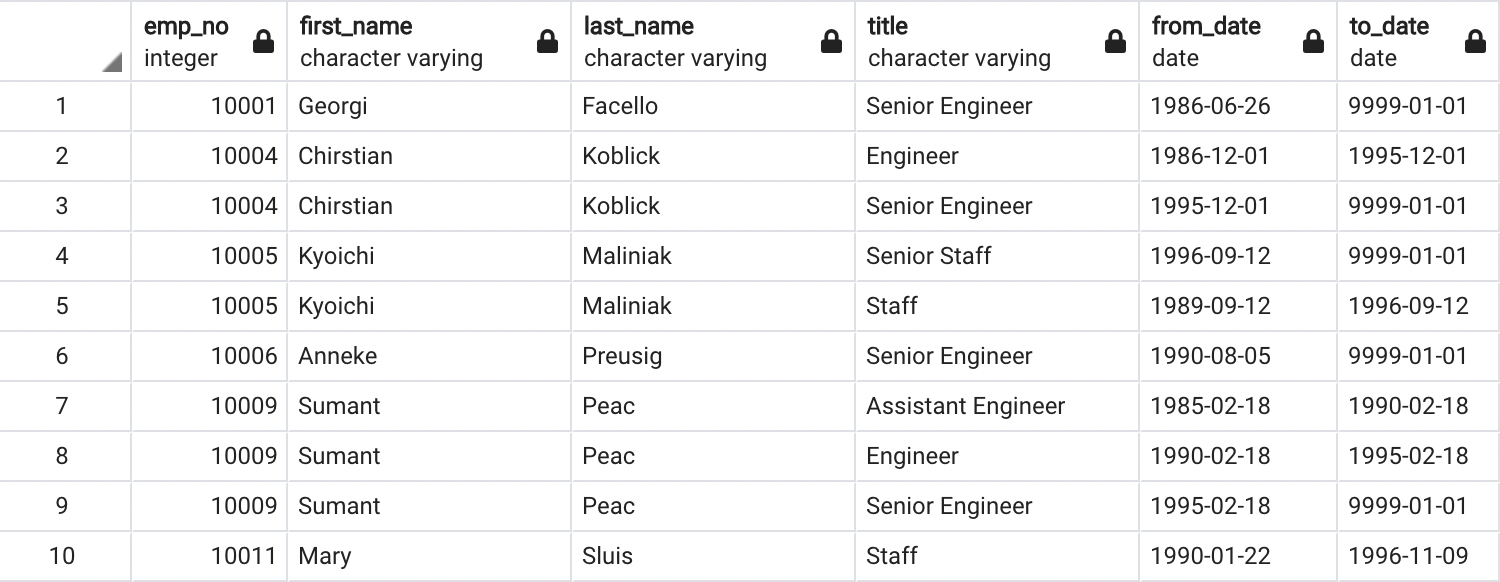 emp_no first_name last_name title from_date to_date
integer character varying character varying character varying date date
1 10001 Georgi Facello Senior Engineer 1986-06-26 9999-01-01
2 10004 Chirstian Koblick Engineer 1986-12-01 1995-12-01
3 10004 Chirstian Koblick Senior Engineer 1995-12-01 9999-01-01
4 10005 Kyoichi Maliniak Senior Staff 1996-09-12 9999-01-01
5 10005 Kyoichi Maliniak Staff 1989-09-12 1996-09-12
6 10006 Anneke Preusig Senior Engineer 1990-08-05 9999-01-01
7 10009 Sumant Peac Assistant Engineer 1985-02-18 1990-02-18
8 10009 Sumant Peac Engineer 1990-02-18 1995-02-18
9 10009 Sumant Peac Senior Engineer 1995-02-18 9999-01-01
10 10011 Mary Sluis Staff 1990-01-22 1996-11-09